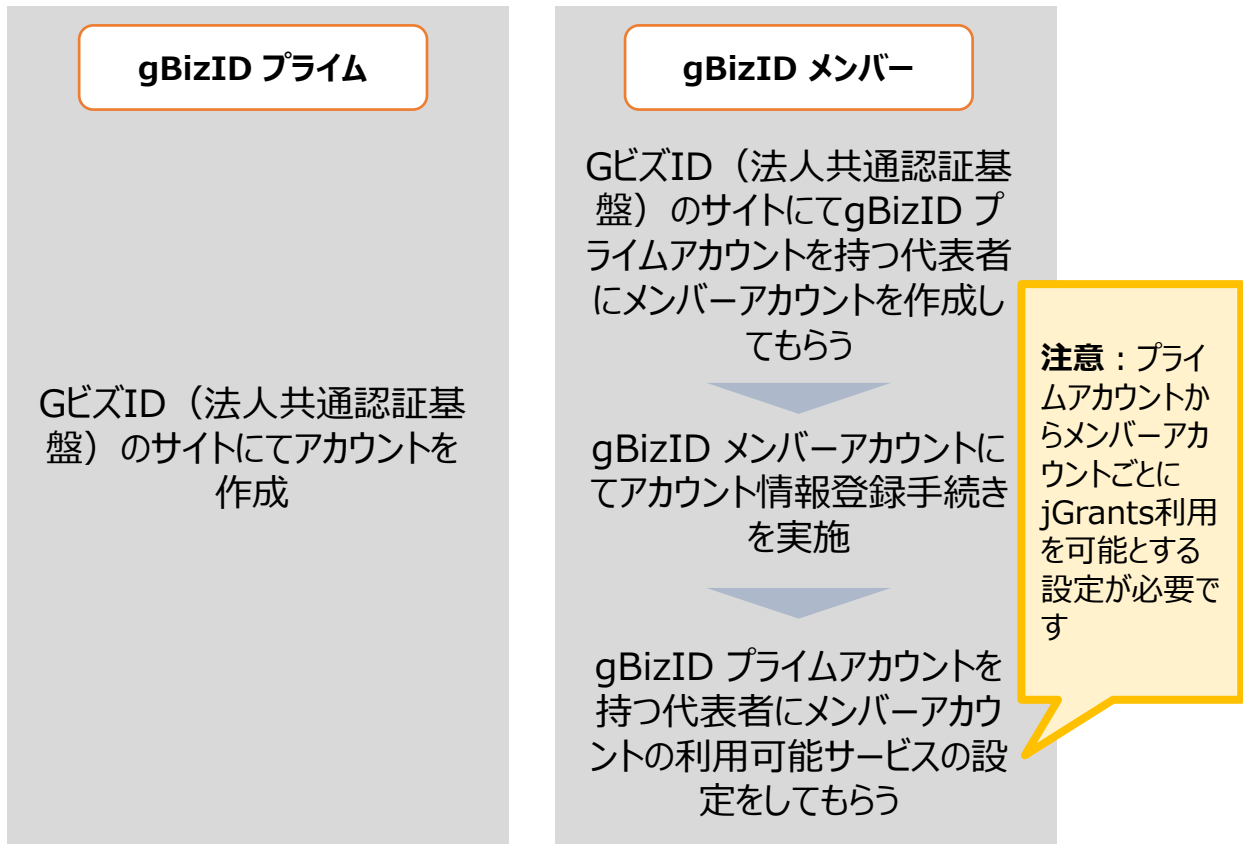 gBizID プライム
GビズID（法人共通認証基
盤）のサイトにてアカウントを
作成
gBizID メンバー
GビズID（法人共通認証基
盤）のサイトにてgBizID プ
ライムアカウントを持つ代表者
にメンバーアカウントを作成し
てもらう
gBizID メンバーアカウントに
てアカウント情報登録手続き
を実施
gBizID プライムアカウントを
持つ代表者にメンバーアカウ
ントの利用可能サービスの設
定をしてもらう
注意：プライ
ムアカウントか
らメンバーアカ
ウントごとに
jGrants利用
を可能とする
設定が必要で
す